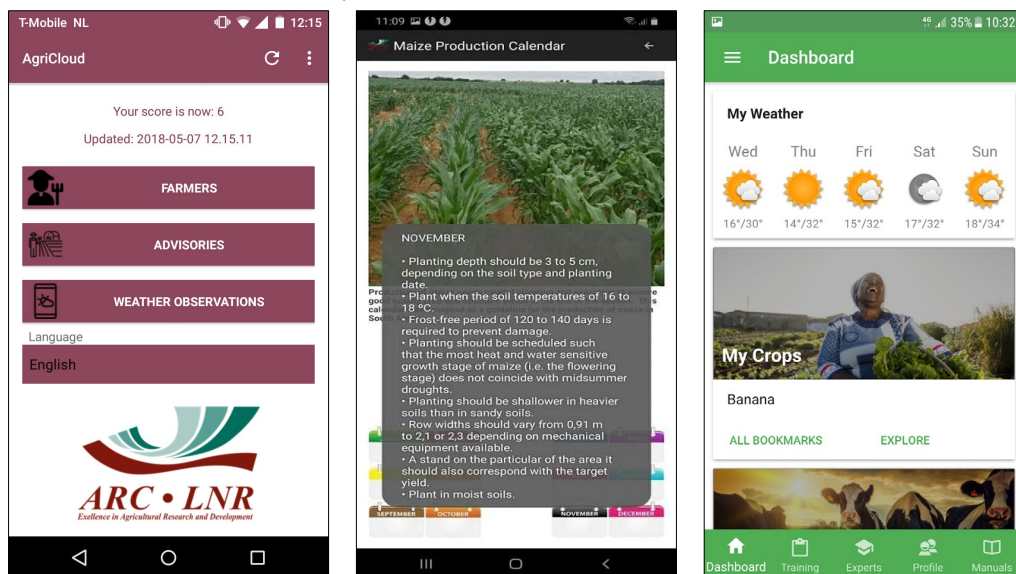 T-Mobile NL
12:15
AgriCloud
Your score is now: 6
Updated: 2018-05-07 12.15.11
FARMERS
ADVISORIES
WEATHER OBSERVATIONS
Language
English
ARC • LNR
Excellence in Agricultural Research and Development
11:09
Maize Production Calendar
NOVEMBER
• Planting depth should be 3 to 5 cm,
depending on the soil type and planting
date.
• Plant when the soil temperatures of 16 to
18 ºC.
• Frost-free period of 120 to 140 days is
required to prevent damage.
• Planting should be scheduled such
that the most heat and water sensitive
growth stage of maize (i.e. the flowering
stage) does not coincide with midsummer
droughts.
• Planting should be shallower in heavier
soils than in sandy soils.
• Row widths should vary from 0,91 m
to 2,1 or 2,3 depending on mechanical
equipment available.
• A stand on the particular of the area it
should also correspond with the target
yield.
• Plant in moist soils.
SEPTEMBER OCTOBER NOVEMBER DECEMBER
35% 10:32
Dashboard
My Weather
Wed Thu Fri Sat Sun
16°/30° 14°/32° 15°/32° 17°/32° 18°/34°
My Crops
Banana
ALL BOOKMARKS EXPLORE
Dashboard Training Experts Profile Manuals